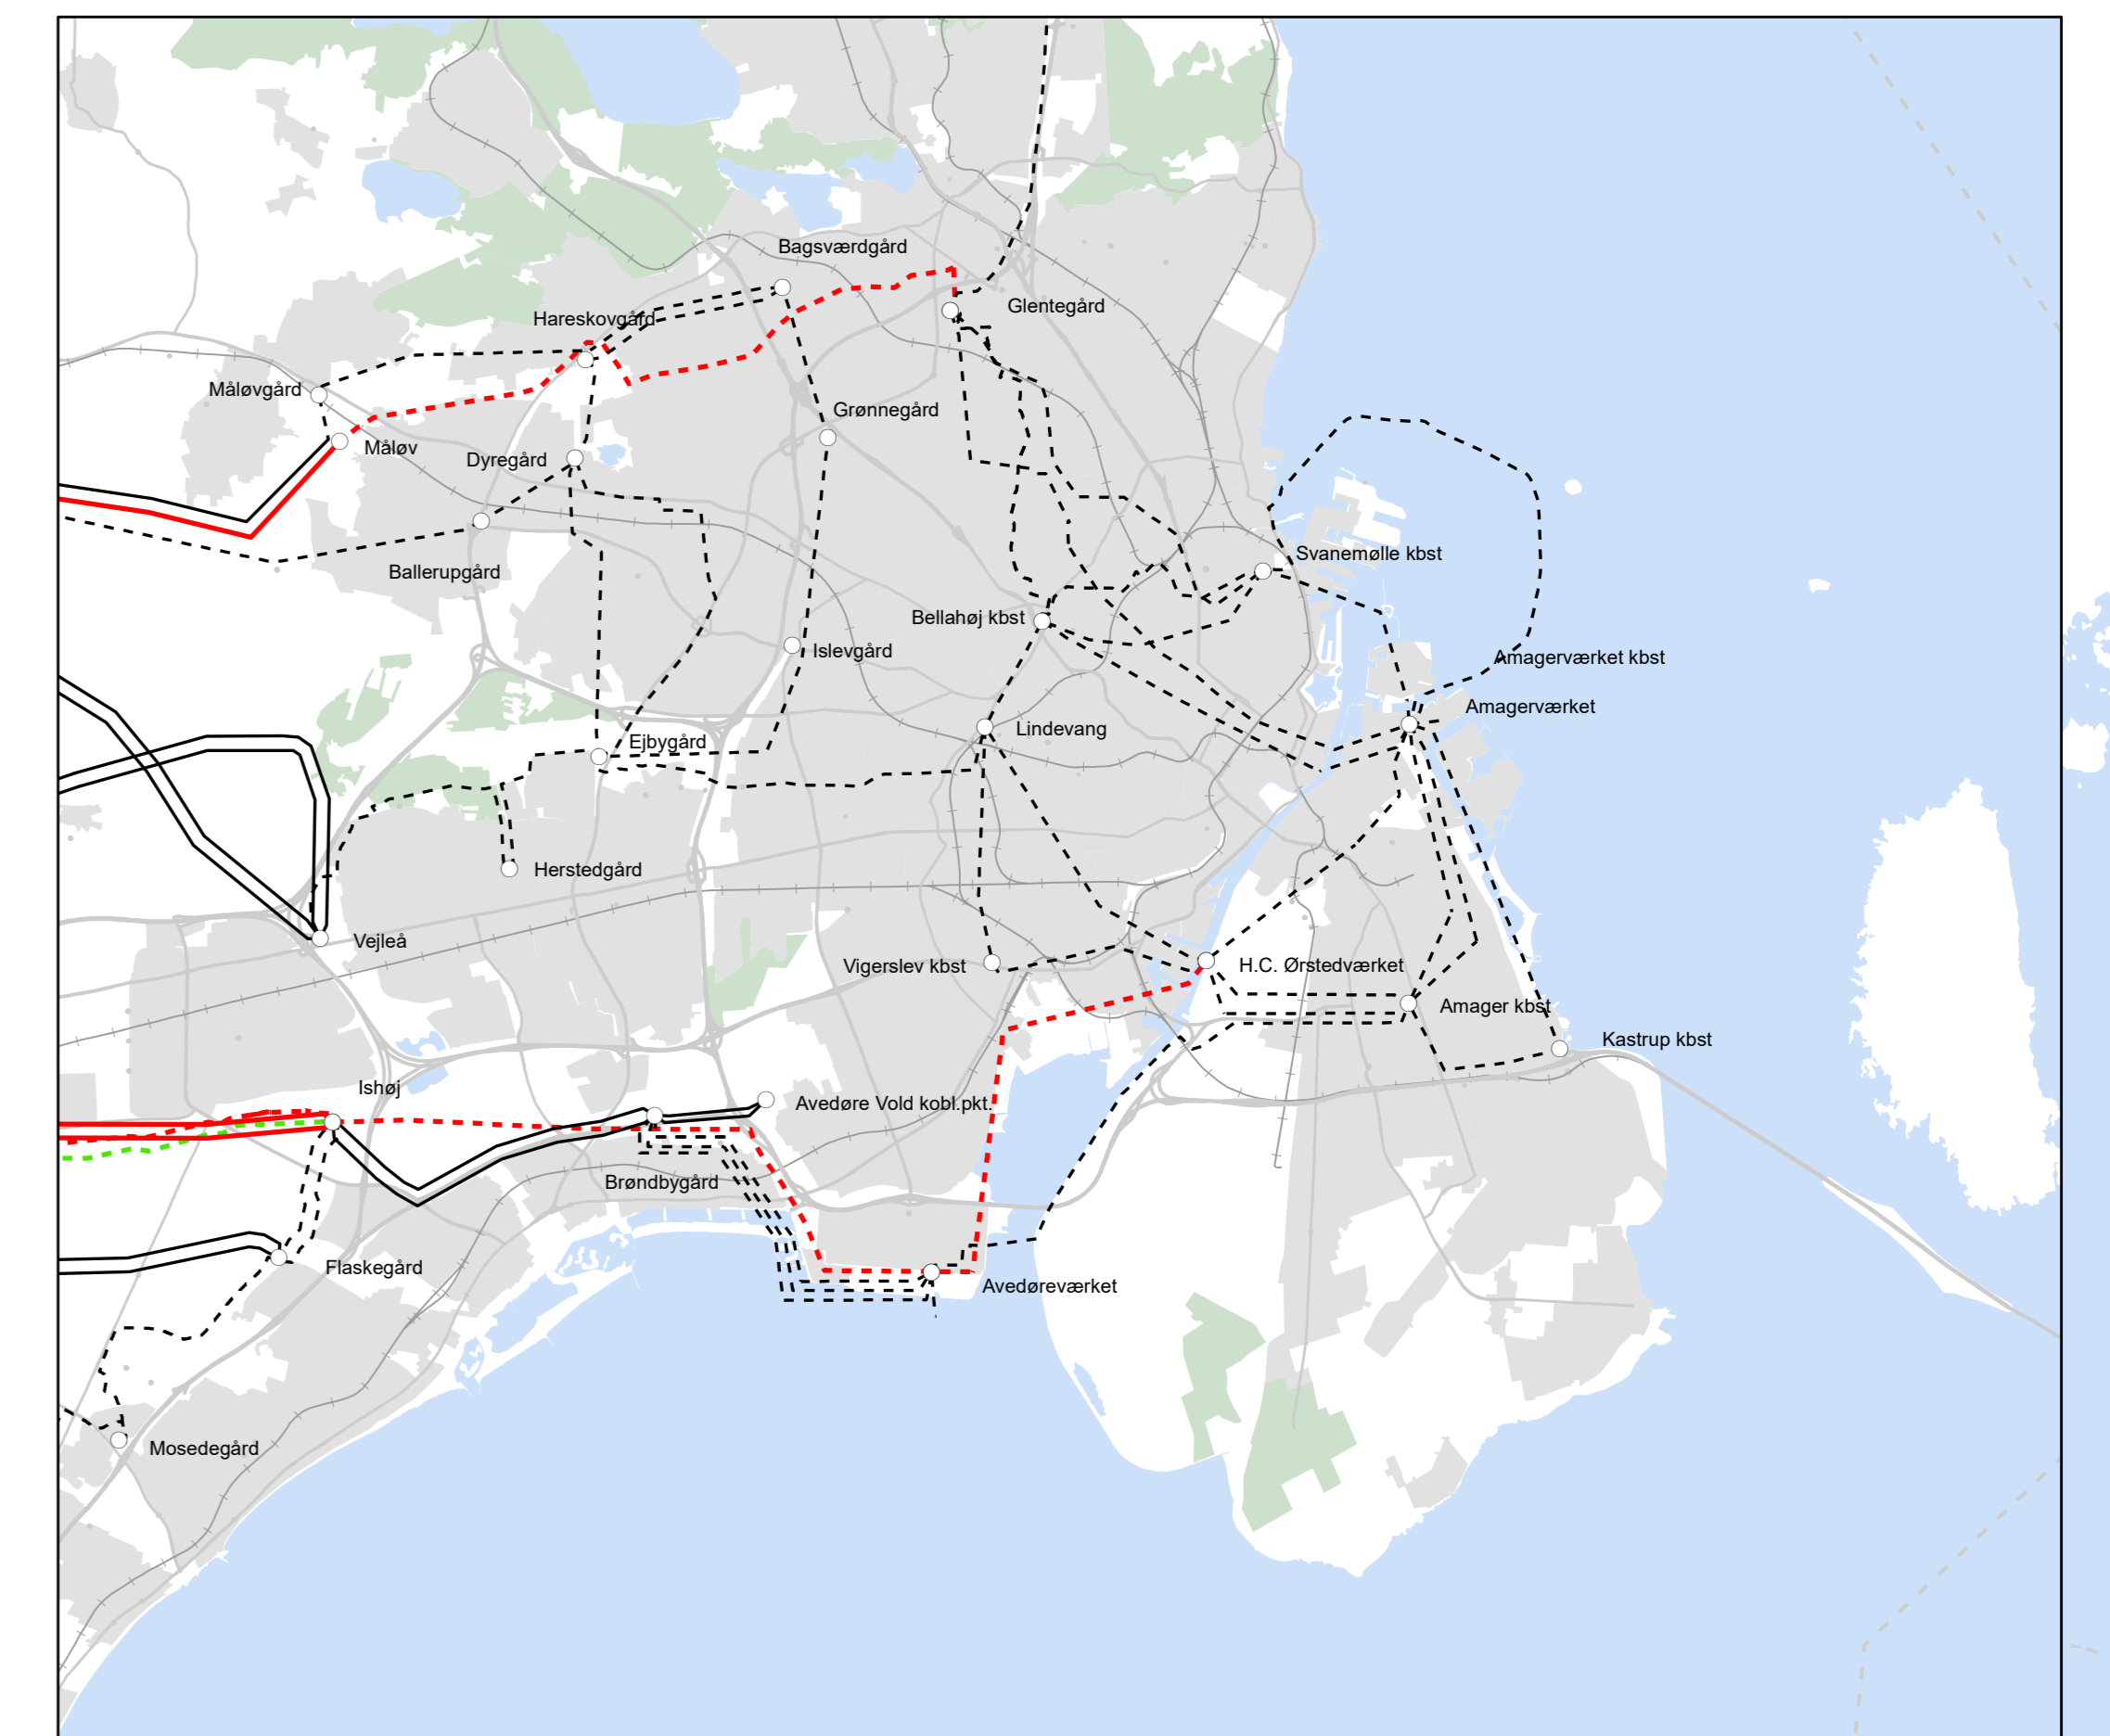 Bagsværdgård
Glentegård
Hareskovgård
Måløvgård
Grønnegård
Måløv
Dyregård
Svanemølle kbst
Ballerupgård
Bellahøj kbst
Islevgård
Amagerværket kbst
Amagerværket
Lindevang
Ejbygård
Herstedgård
Vejleå
Vigerslev kbst
H.C. Ørstedværket
Amager kbst
Kastrup kbst
Ishøj
Avedøre Vold kobl.pkt.
Brøndbygård
Flaskegård
Avedøreværket
Mosedegård